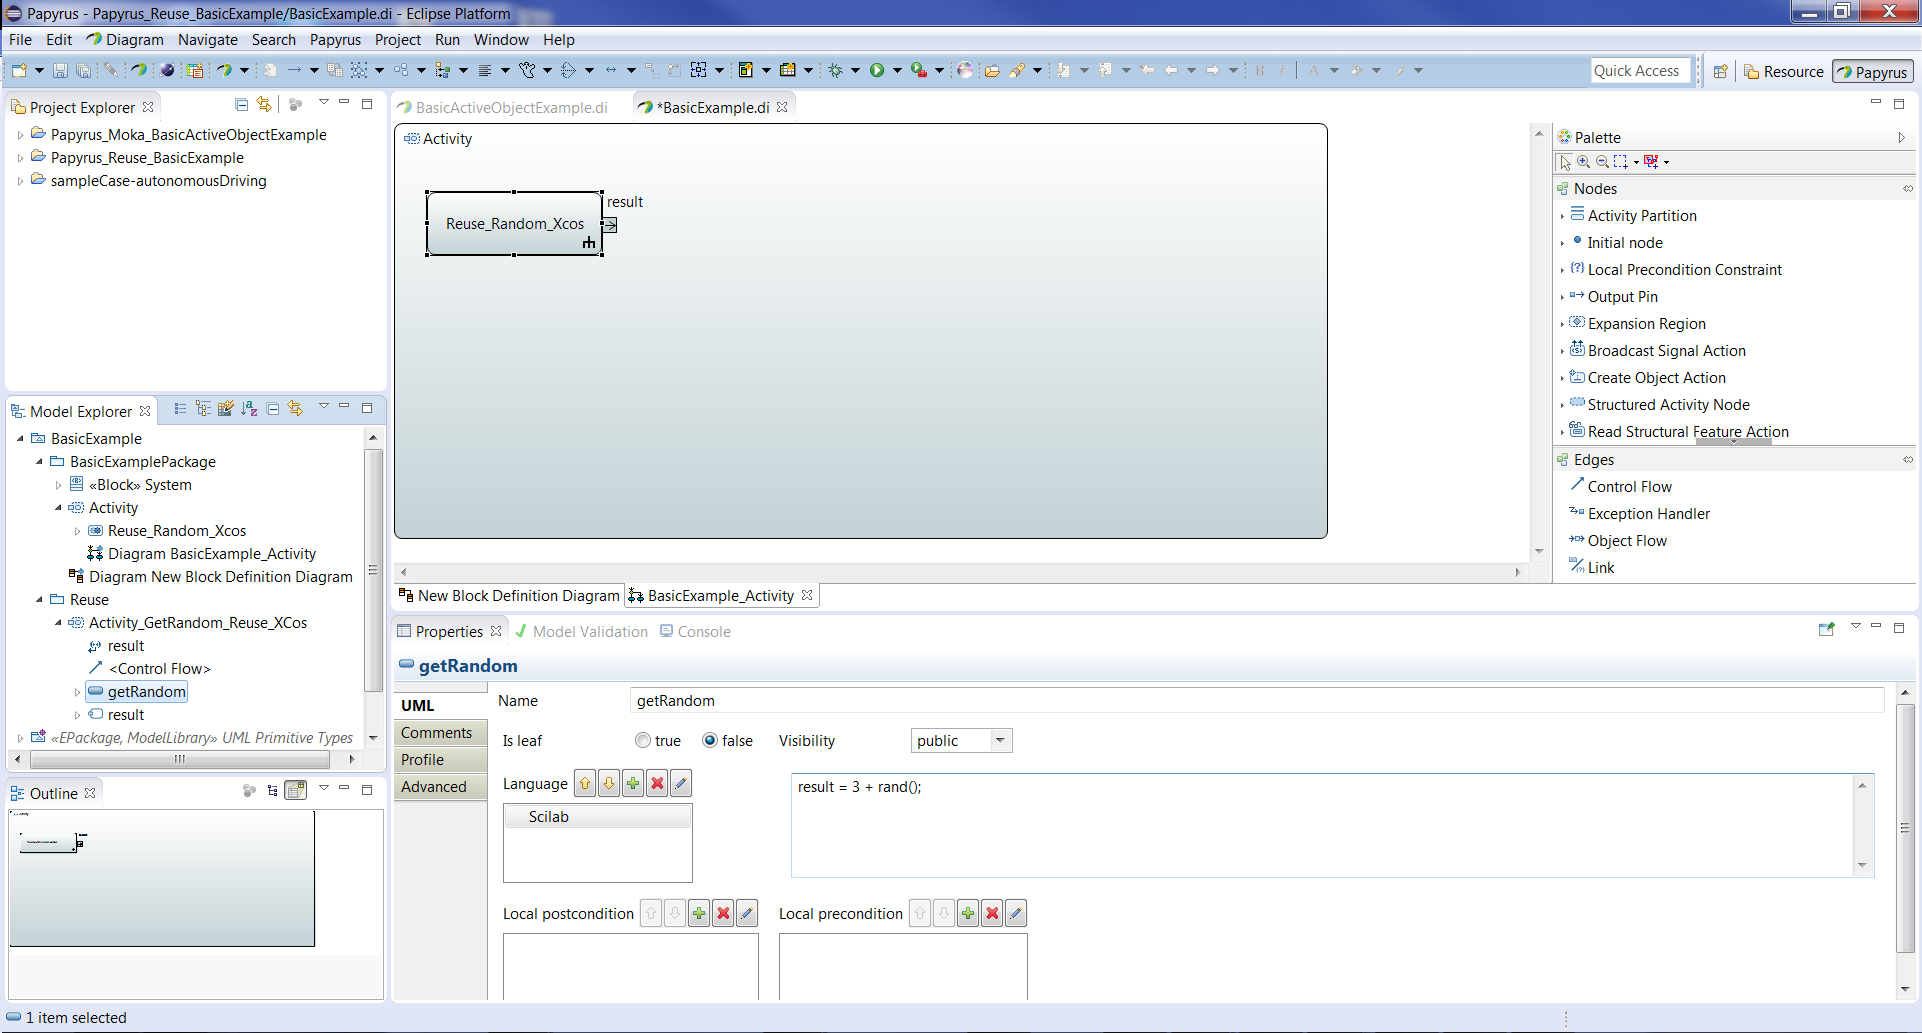 Papyrus - Papyrus_Reuse_BasicExample/BasicExample.di - Eclipse Platform
File Edit Diagram Navigate Search Papyrus Project Run Window Help
Quick Access Resource Papyrus
Project Explorer
Papyrus_Moka_BasicActiveObjectExample
Papyrus_Reuse_BasicExample
sampleCase-autonomousDriving
Model Explorer
BasicExample
BasicExamplePackage
«Block» System
Activity
Reuse_Random_Xcos
Diagram BasicExample_Activity
Diagram New Block Definition Diagram
Reuse
Activity_GetRandom_Reuse_XCos
result
<Control Flow>
getRandom
result
«EPackage, ModelLibrary» UML Primitive Types
Outline
BasicActiveObjectExample.di *BasicExample.di
Activity
result
Reuse_Random_Xcos
New Block Definition Diagram BasicExample_Activity
Palette
Nodes
Activity Partition
Initial node
Local Precondition Constraint
Output Pin
Expansion Region
Broadcast Signal Action
Create Object Action
Structured Activity Node
Read Structural Feature Action
Edges
Control Flow
Exception Handler
Object Flow
Link
Properties Model Validation Console
getRandom
UML
Comments
Profile
Advanced
Name getRandom
Is leaf true false Visibility public
Language
Scilab
result = 3 + rand();
Local postcondition Local precondition
1 item selected